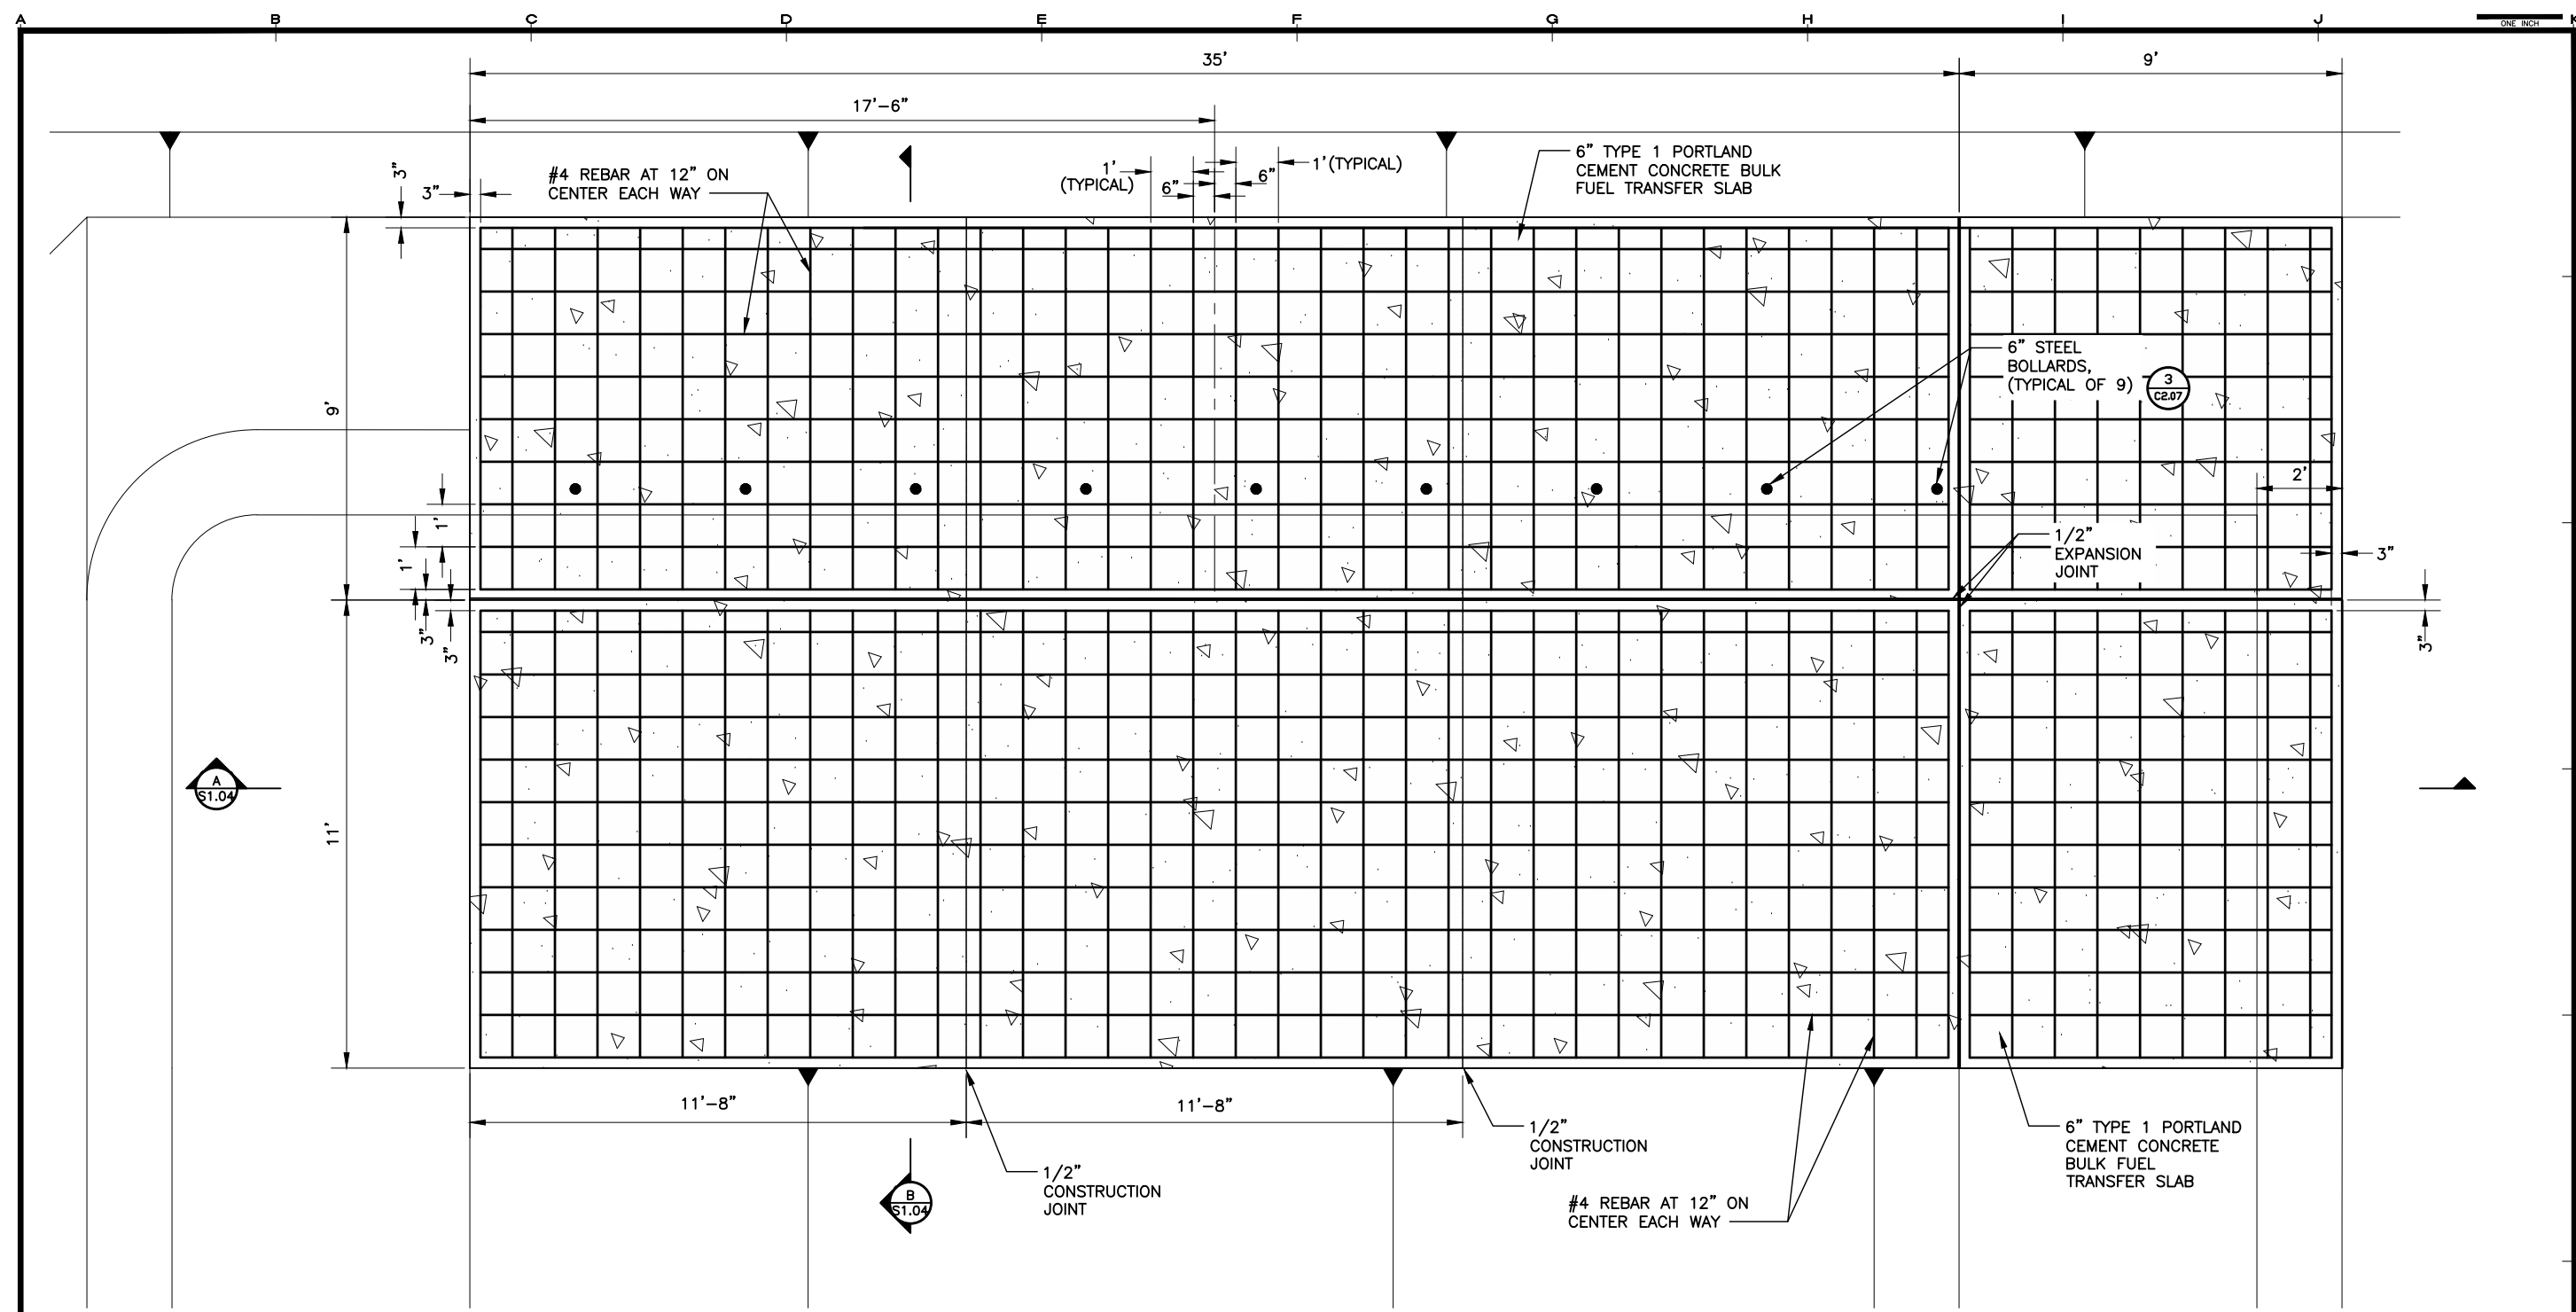 A B C D E F G H I J K
ONE INCH
35'
9'
17'-6"
3"
3"
#4 REBAR AT 12" ON
CENTER EACH WAY
1'
(TYPICAL)
6"
6"
1'(TYPICAL)
6" TYPE 1 PORTLAND
CEMENT CONCRETE BULK
FUEL TRANSFER SLAB
6" STEEL
BOLLARDS,
(TYPICAL OF 9)
3
C2.07
9'
2'
1'
1'
1/2"
EXPANSION
JOINT
3"
3"
3"
3"
A
S1.04
11'
11'-8"
11'-8"
1/2"
CONSTRUCTION
JOINT
1/2"
CONSTRUCTION
JOINT
6" TYPE 1 PORTLAND
CEMENT CONCRETE
BULK FUEL
TRANSFER SLAB
B
S1.04
#4 REBAR AT 12" ON
CENTER EACH WAY